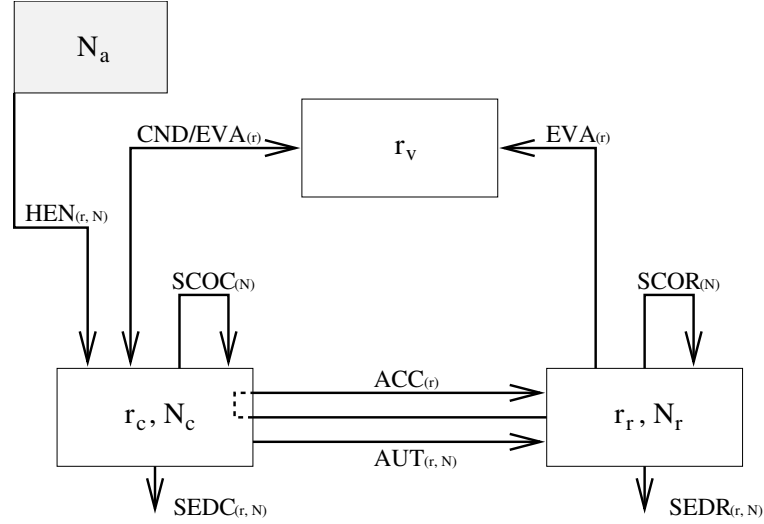 N_a
CND/EVA(r)
r_v
EVA(r)
HEN(r, N)
SCOC(N)
SCOR(N)
ACC(r)
r_c , N_c
r_r , N_r
AUT(r, N)
SEDC(r, N)
SEDR(r, N)